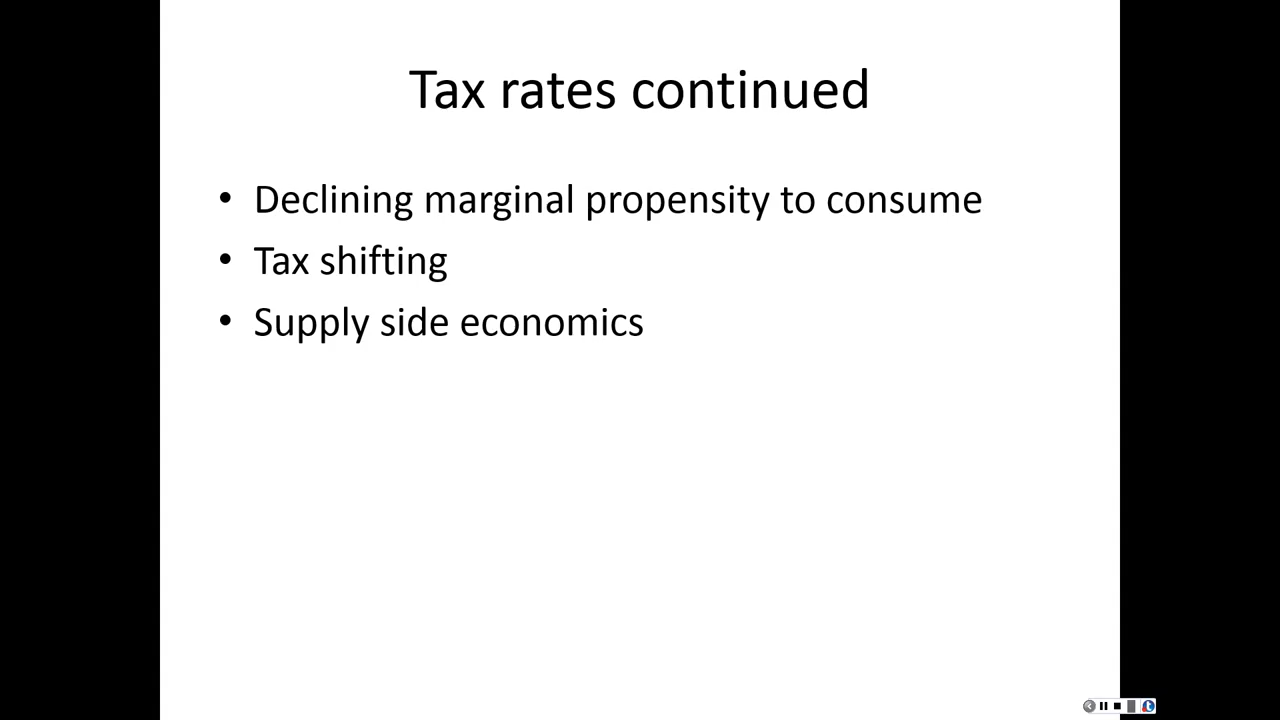 Tax rates continued
• Declining marginal propensity to consume
• Tax shifting
• Supply side economics